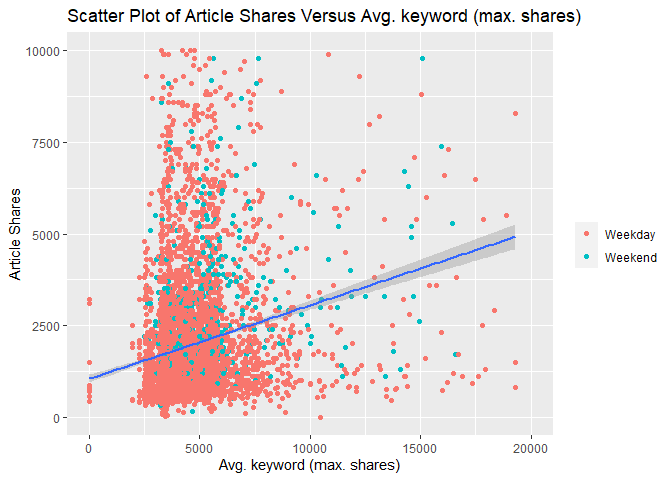 Scatter Plot of Article Shares Versus Avg. keyword (max. shares)
10000
7500
5000
2500
0
Article Shares
0
5000
10000
15000
20000
Avg. keyword (max. shares)
Weekday
Weekend